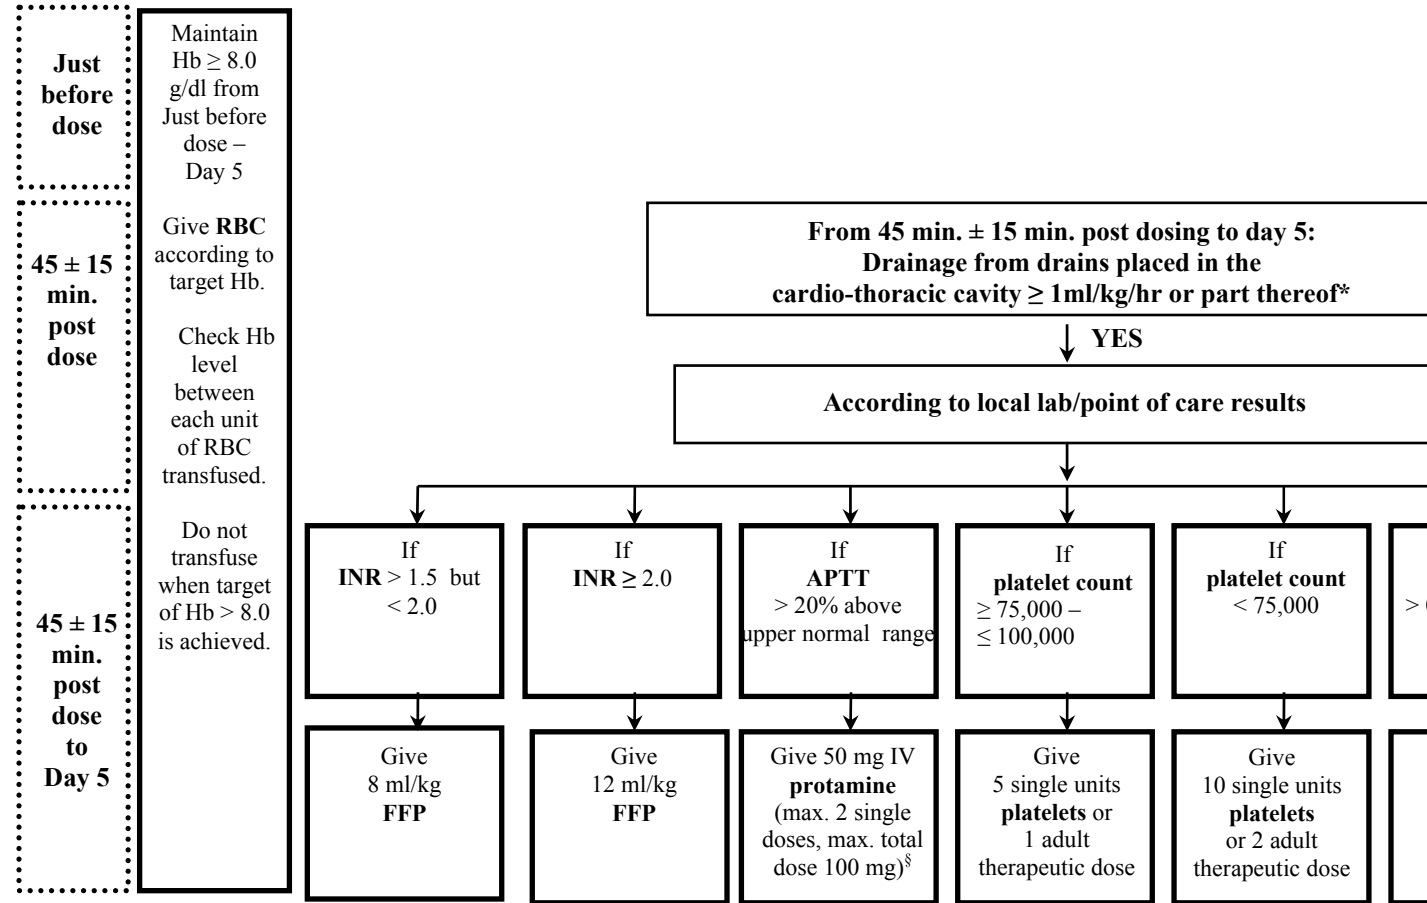 Just
before
dose
45 ± 15
min.
post
dose
45 ± 15
min.
post
dose
to
Day 5
Maintain
Hb ≥ 8.0
g/dl from
Just before
dose –
Day 5
Give RBC
according to
target Hb.
Check Hb
level
between
each unit
of RBC
transfused.
Do not
transfuse
when target
of Hb > 8.0
is achieved.
From 45 min. ± 15 min. post dosing to day 5:
Drainage from drains placed in the
cardio-thoracic cavity ≥ 1ml/kg/hr or part thereof*
YES
According to local lab/point of care results
If
INR > 1.5 but
< 2.0
If
INR ≥ 2.0
If
APTT
> 20% above
upper normal range
If
platelet count
≥ 75,000 –
≤ 100,000
If
platelet count
< 75,000
>
Give
8 ml/kg
FFP
Give
12 ml/kg
FFP
Give 50 mg IV
protamine
(max. 2 single
doses, max. total
dose 100 mg)§
Give
5 single units
platelets or
1 adult
therapeutic dose
Give
10 single units
platelets
or 2 adult
therapeutic dose